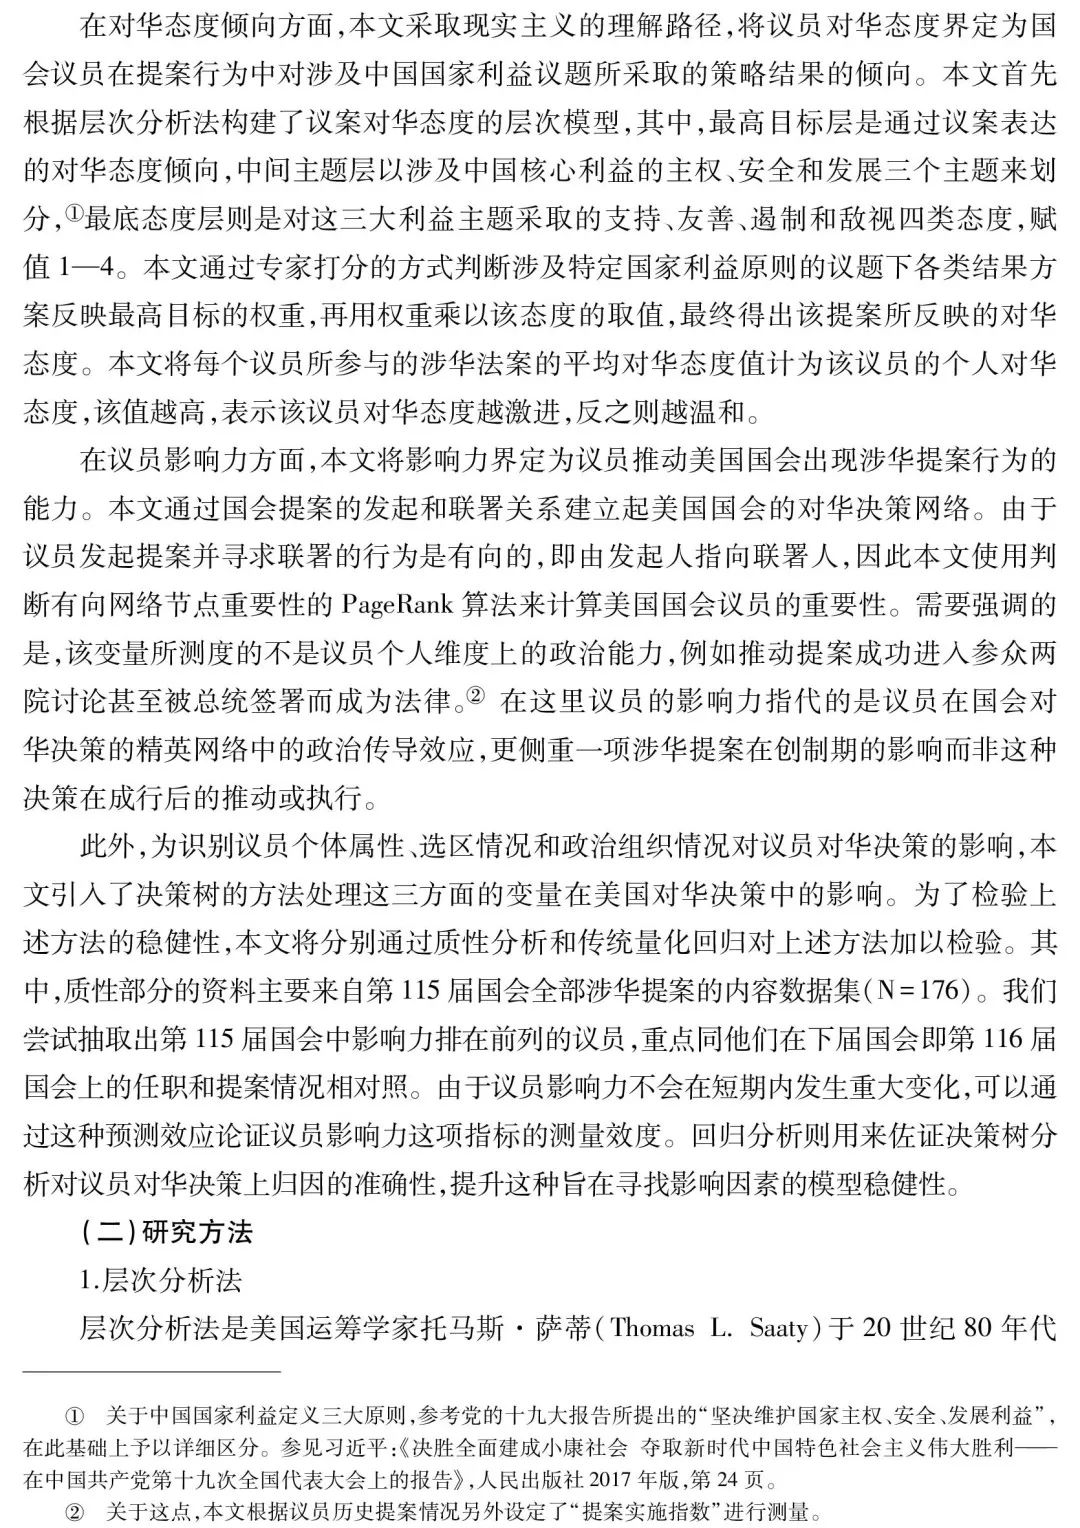 在对华态度倾向方面,本文采取现实主义的理解路径,将议员对华态度界定为国
会议员在提案行为中对涉及中国国家利益议题所采取的策略结果的倾向。本文首先
根据层次分析法构建了议案对华态度的层次模型,其中,最高目标层是通过议案表达
的对华态度倾向,中间主题层以涉及中国核心利益的主权、安全和发展三个主题来划
分,①最底态度层则是对这三大利益主题采取的支持、友善、遏制和敌视四类态度,赋
值1—4。本文通过专家打分的方式判断涉及特定国家利益原则的议题下各类结果方
案反映最高目标的权重,再用权重乘以该态度的取值,最终得出该提案所反映的对华
态度。本文将每个议员所参与的涉华法案的平均对华态度值计为该议员的个人对华
态度,该值越高,表示该议员对华态度越激进,反之则越温和。
在议员影响力方面,本文将影响力界定为议员推动美国国会出现涉华提案行为的
能力。本文通过国会提案的发起和联署关系建立起美国国会的对华决策网络。由于
议员发起提案并寻求联署的行为是有向的,即由发起人指向联署人,因此本文使用判
断有向网络节点重要性的 PageRank 算法来计算美国国会议员的重要性。需要强调的
是,该变量所测度的不是议员个人维度上的政治能力,例如推动提案成功进入参众两
院讨论甚至被总统签署而成为法律。② 在这里议员的影响力指代的是议员在国会对
华决策的精英网络中的政治传导效应,更侧重一项涉华提案在创制期的影响而非这种
决策在成行后的推动或执行。
此外,为识别议员个体属性、选区情况和政治组织情况对议员对华决策的影响,本
文引入了决策树的方法处理这三方面的变量在美国对华决策中的影响。为了检验上
述方法的稳健性,本文将分别通过质性分析和传统量化回归对上述方法加以检验。其
中,质性部分的资料主要来自第 115 届国会全部涉华提案的内容数据集(N=176)。我们
尝试抽取出第 115 届国会中影响力排在前列的议员,重点同他们在下届国会即第 116 届
国会上的任职和提案情况相对照。由于议员影响力不会在短期内发生重大变化,可以通
过这种预测效应论证议员影响力这项指标的测量效度。回归分析则用来佐证决策树分
析对议员对华决策上归因的准确性,提升这种旨在寻找影响因素的模型稳健性。
(二)研究方法
1.层次分析法
层次分析法是美国运筹学家托马斯·萨蒂(Thomas L. Saaty)于 20 世纪 80 年代
① 关于中国国家利益定义三大原则,参考党的十九大报告所提出的“坚决维护国家主权、安全、发展利益”,
在此基础上予以详细区分。参见习近平:《决胜全面建成小康社会 夺取新时代中国特色社会主义伟大胜利——
在中国共产党第十九次全国代表大会上的报告》,人民出版社 2017 年版,第 24 页。
② 关于这点,本文根据议员历史提案情况另外设定了“提案实施指数”进行测量。